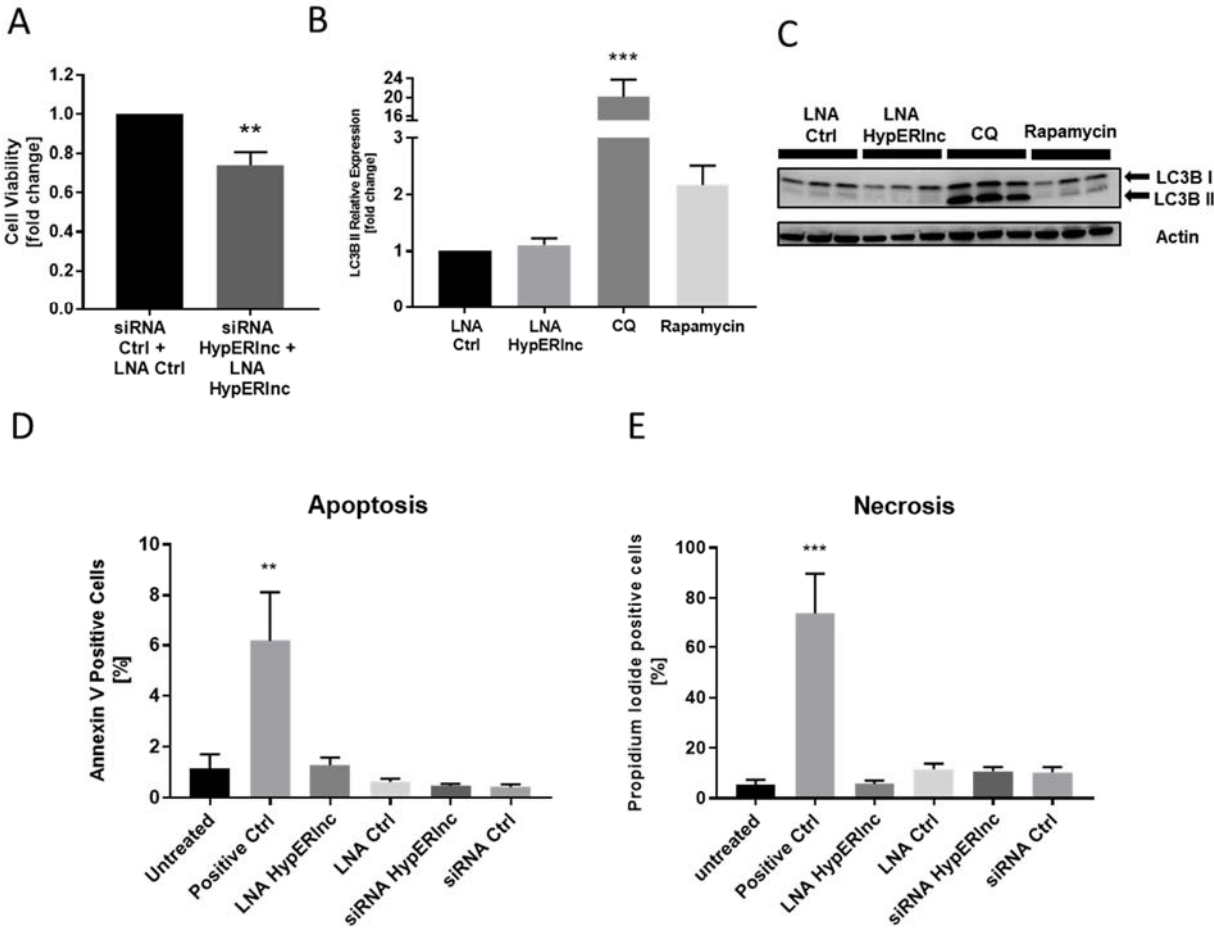 A
Cell Viability
[fold change]
1.2
1.0
0.8
0.6
0.4
0.2
0.0
**
siRNA
Ctrl +
LNA Ctrl
siRNA
HypERlnc +
LNA
HypERlnc
B
LC3B II Relative Expression
[fold change]
24
20
16
3
2
1
0
***
LNA
Ctrl
LNA
HypERlnc
CQ
Rapamycin
C
LNA
Ctrl
LNA
HypERlnc
CQ
Rapamycin
LC3B I
LC3B II
Actin
D
Apoptosis
Annexin V Positive Cells
[%]
10
8
6
4
2
0
**
Untreated
Positive Ctrl
LNA HypERlnc
LNA Ctrl
siRNA HypERlnc
siRNA Ctrl
E
Necrosis
Propidium Iodide positive cells
[%]
100
80
60
40
20
0
***
untreated
Positive Ctrl
LNA HypERlnc
LNA Ctrl
siRNA HypERlnc
siRNA Ctrl